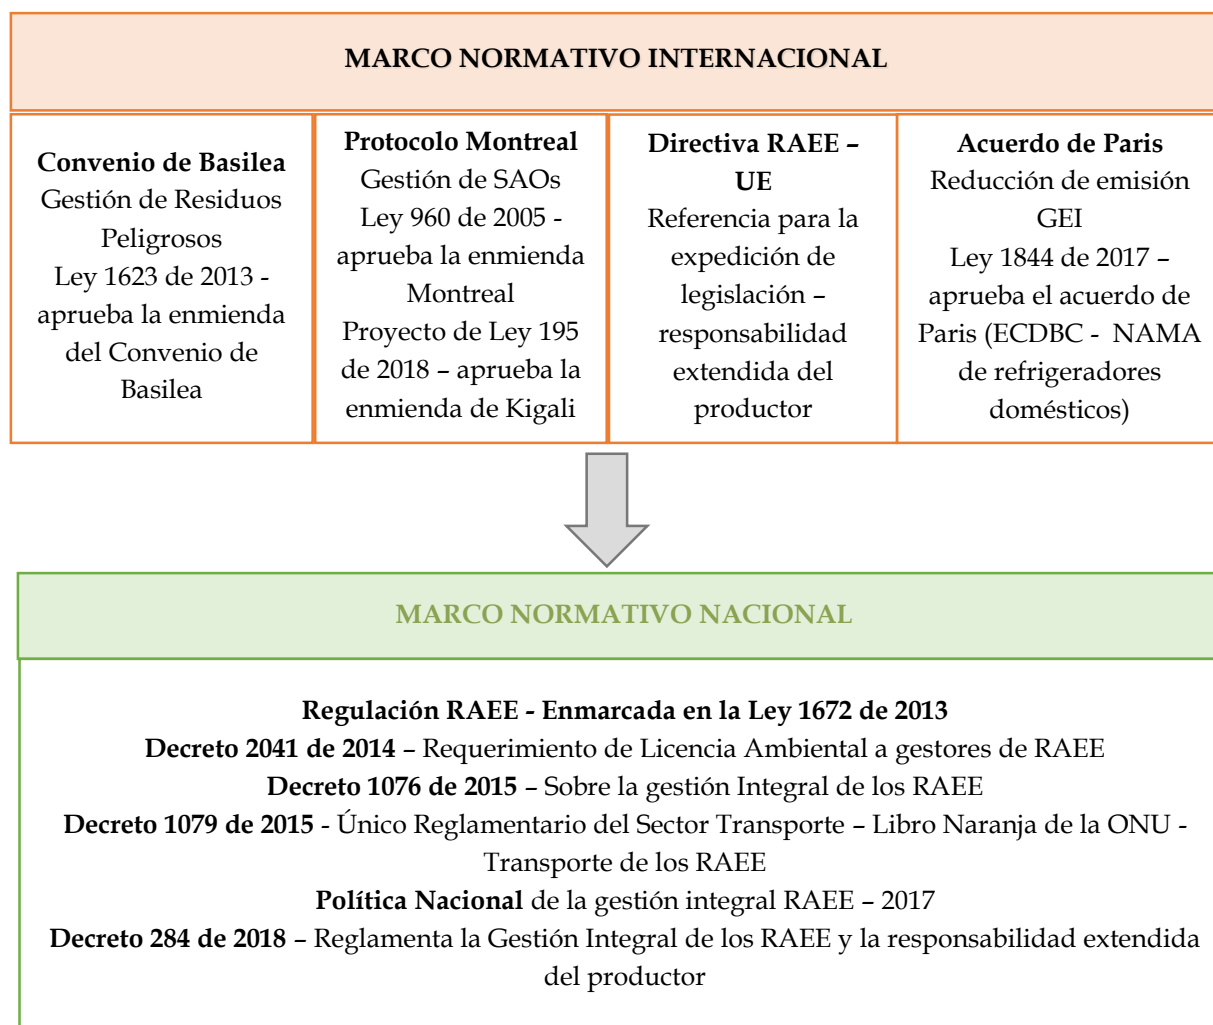 MARCO NORMATIVO INTERNACIONAL
Convenio de Basilea
Gestión de Residuos
Peligrosos
Ley 1623 de 2013 -
aprueba la enmienda
del Convenio de
Basilea
Protocolo Montreal
Gestión de SAOs
Ley 960 de 2005 -
aprueba la enmienda
Montreal
Proyecto de Ley 195
de 2018 – aprueba la
enmienda de Kigali
Directiva RAEE –
UE
Referencia para la
expedición de
legislación –
responsabilidad
extendida del
productor
Acuerdo de Paris
Reducción de emisión
GEI
Ley 1844 de 2017 –
aprueba el acuerdo de
Paris (ECDBC - NAMA
de refrigeradores
domésticos)
MARCO NORMATIVO NACIONAL
Regulación RAEE - Enmarcada en la Ley 1672 de 2013
Decreto 2041 de 2014 – Requerimiento de Licencia Ambiental a gestores de RAEE
Decreto 1076 de 2015 – Sobre la gestión Integral de los RAEE
Decreto 1079 de 2015 - Único Reglamentario del Sector Transporte – Libro Naranja de la ONU -
Transporte de los RAEE
Política Nacional de la gestión integral RAEE – 2017
Decreto 284 de 2018 – Reglamenta la Gestión Integral de los RAEE y la responsabilidad extendida
del productor